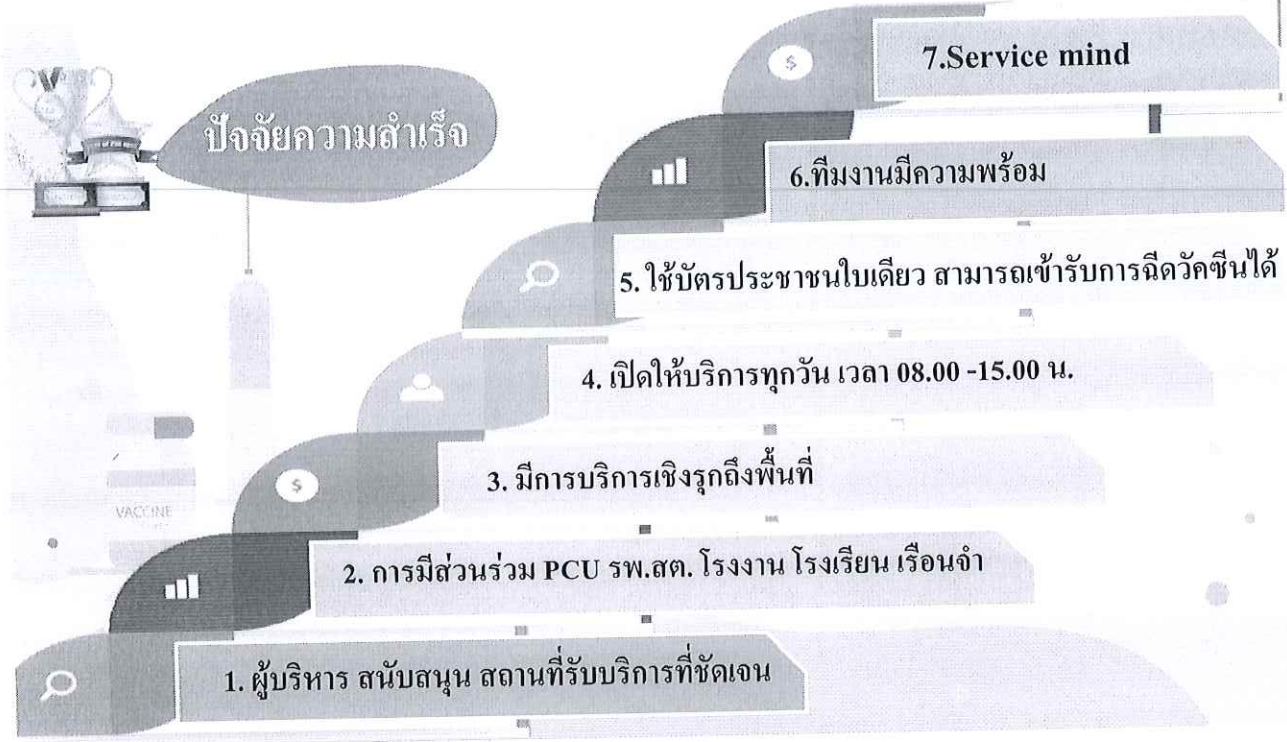 ปัจจัยความสำเร็จ
7.Service mind
6.ทีมงานมีความพร้อม
5. ใช้บัตรประชาชนใบเดียว สามารถเข้ารับการฉีดวัคซีนได้
4. เปิดให้บริการทุกวัน เวลา 08.00 -15.00 น.
3. มีการบริการเชิงรุกถึงพื้นที่
2. การมีส่วนร่วม PCU รพ.สต. โรงงาน โรงเรียน เรือนจำ
1. ผู้บริหาร สนับสนุน สถานที่รับบริการที่ชัดเจน
VACCINE